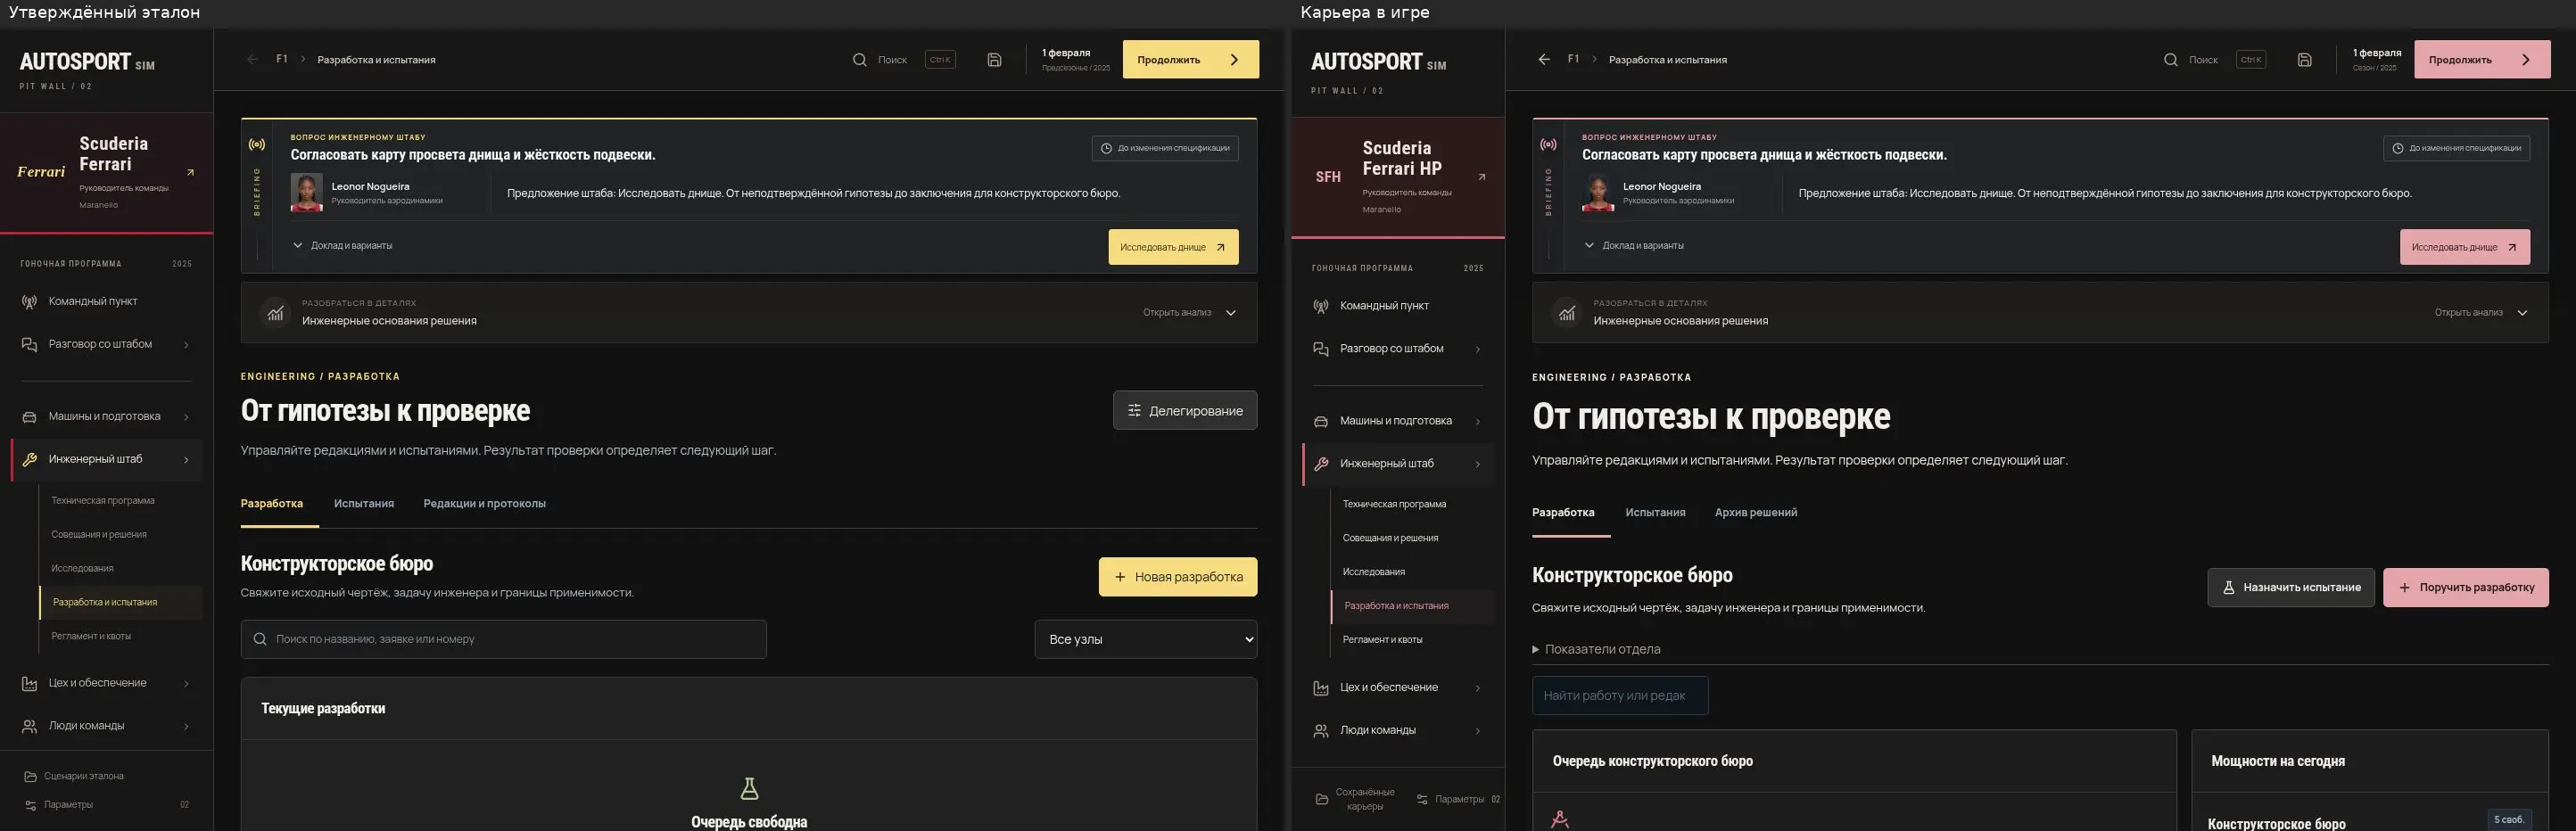 Утверждённый эталон
AUTOSPORT SIM
PIT WALL / 02
Ferrari
Scuderia
Ferrari
Руководитель команды
Maranello
ГОНОЧНАЯ ПРОГРАММА 2025
Командный пункт
Разговор со штабом
Машины и подготовка
Инженерный штаб
Техническая программа
Совещания и решения
Исследования
Разработка и испытания
Регламент и квоты
Цех и обеспечение
Люди команды
Сценарии эталона
Параметры 02
F1 Разработка и испытания
Поиск Ctrl K
1 февраля
Предсезонье / 2025
Продолжить
BRIEFING
ВОПРОС ИНЖЕНЕРНОМУ ШТАБУ
Согласовать карту просвета днища и жёсткость подвески.
До изменения спецификации
Leonor Nogueira
Руководитель аэродинамики
Предложение штаба: Исследовать днище. От неподтверждённой гипотезы до заключения для конструкторского бюро.
Доклад и варианты
Исследовать днище
РАЗОБРАТЬСЯ В ДЕТАЛЯХ
Инженерные основания решения
Открыть анализ
ENGINEERING / РАЗРАБОТКА
От гипотезы к проверке
Делегирование
Управляйте редакциями и испытаниями. Результат проверки определяет следующий шаг.
Разработка Испытания Редакции и протоколы
Конструкторское бюро
Свяжите исходный чертёж, задачу инженера и границы применимости.
+ Новая разработка
Поиск по названию, заявке или номеру
Все узлы
Текущие разработки
Очередь свободна
Карьера в игре
AUTOSPORT SIM
PIT WALL / 02
SFH
Scuderia
Ferrari HP
Руководитель команды
Maranello
ГОНОЧНАЯ ПРОГРАММА 2025
Командный пункт
Разговор со штабом
Машины и подготовка
Инженерный штаб
Техническая программа
Совещания и решения
Исследования
Разработка и испытания
Регламент и квоты
Цех и обеспечение
Люди команды
Сохранённые
карьеры
Параметры 02
F1 Разработка и испытания
Поиск Ctrl K
1 февраля
Сезон / 2025
Продолжить
BRIEFING
ВОПРОС ИНЖЕНЕРНОМУ ШТАБУ
Согласовать карту просвета днища и жёсткость подвески.
До изменения спецификации
Leonor Nogueira
Руководитель аэродинамики
Предложение штаба: Исследовать днище. От неподтверждённой гипотезы до заключения для конструкторского бюро.
Доклад и варианты
Исследовать днище
РАЗОБРАТЬСЯ В ДЕТАЛЯХ
Инженерные основания решения
Открыть анализ
ENGINEERING / РАЗРАБОТКА
От гипотезы к проверке
Управляйте редакциями и испытаниями. Результат проверки определяет следующий шаг.
Разработка Испытания Архив решений
Конструкторское бюро
Свяжите исходный чертёж, задачу инженера и границы применимости.
Назначить испытание
+ Поручить разработку
Показатели отдела
Найти работу или редак
Очередь конструкторского бюро
Мощности на сегодня
Конструкторское бюро
5 своб.